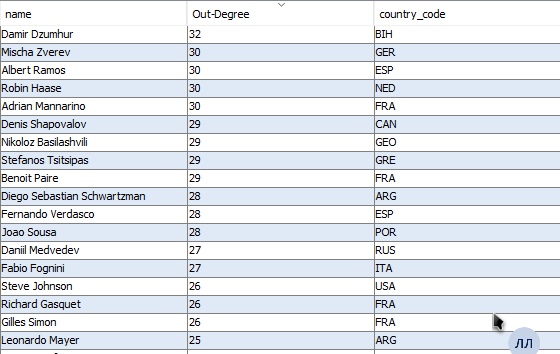 name Out-Degree country_code
Damir Dzumhur 32 BIH
Mischa Zverev 30 GER
Albert Ramos 30 ESP
Robin Haase 30 NED
Adrian Mannarino 30 FRA
Denis Shapovalov 29 CAN
Nikoloz Basilashvili 29 GEO
Stefanos Tsitsipas 29 GRE
Benoit Paire 29 FRA
Diego Sebastian Schwartzman 28 ARG
Fernando Verdasco 28 ESP
Joao Sousa 28 POR
Daniil Medvedev 27 RUS
Fabio Fognini 27 ITA
Steve Johnson 26 USA
Richard Gasquet 26 FRA
Gilles Simon 26 FRA
Leonardo Mayer 25 ARG
ЛЛ